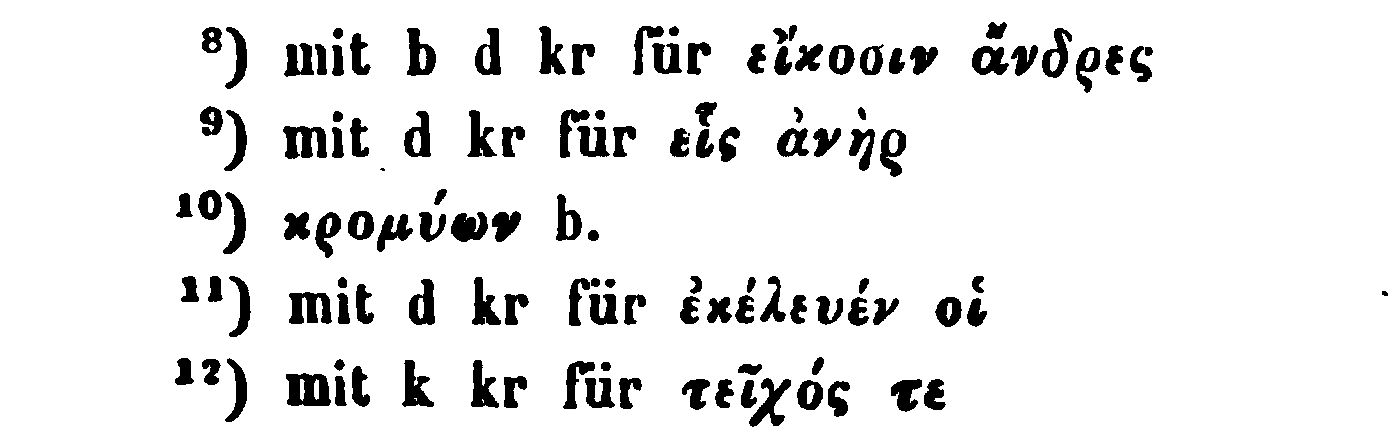 ⁸) mit b d kr für εἴκοσιν ἄνδρες
⁹) mit d kr für εἷς ἀνὴρ
¹⁰) κρομύων b.
¹¹) mit d kr für ἐκέλευέν οἱ
¹²) mit k kr für τεῖχός τε